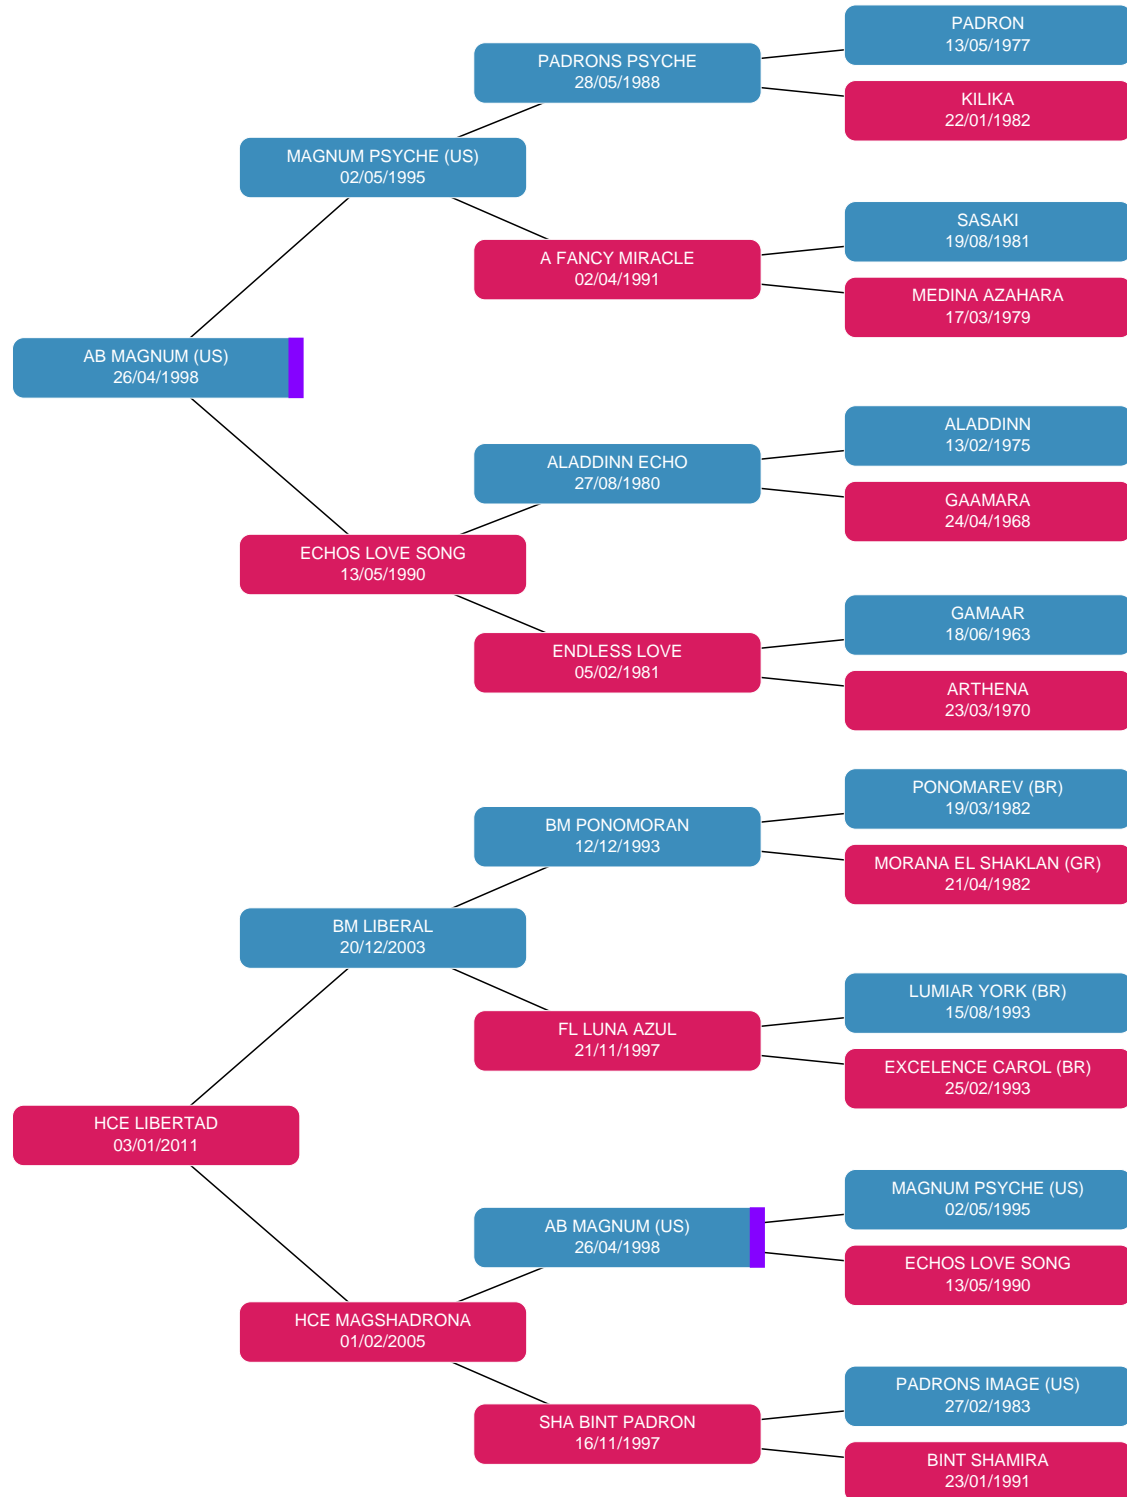 PADRON
13/05/1977
PADRONS PSYCHE
28/05/1988
KILIKA
22/01/1982
MAGNUM PSYCHE (US)
02/05/1995
SASAKI
19/08/1981
A FANCY MIRACLE
02/04/1991
MEDINA AZAHARA
17/03/1979
AB MAGNUM (US)
26/04/1998
ALADDINN
13/02/1975
ALADDINN ECHO
27/08/1980
GAAMARA
24/04/1968
ECHOS LOVE SONG
13/05/1990
GAMAAR
18/06/1963
ENDLESS LOVE
05/02/1981
ARTHENA
23/03/1970
PONOMAREV (BR)
19/03/1982
BM PONOMORAN
12/12/1993
MORANA EL SHAKLAN (GR)
21/04/1982
BM LIBERAL
20/12/2003
LUMIAR YORK (BR)
15/08/1993
FL LUNA AZUL
21/11/1997
EXCELENCE CAROL (BR)
25/02/1993
HCE LIBERTAD
03/01/2011
MAGNUM PSYCHE (US)
02/05/1995
AB MAGNUM (US)
26/04/1998
ECHOS LOVE SONG
13/05/1990
HCE MAGSHADRONA
01/02/2005
PADRONS IMAGE (US)
27/02/1983
SHA BINT PADRON
16/11/1997
BINT SHAMIRA
23/01/1991